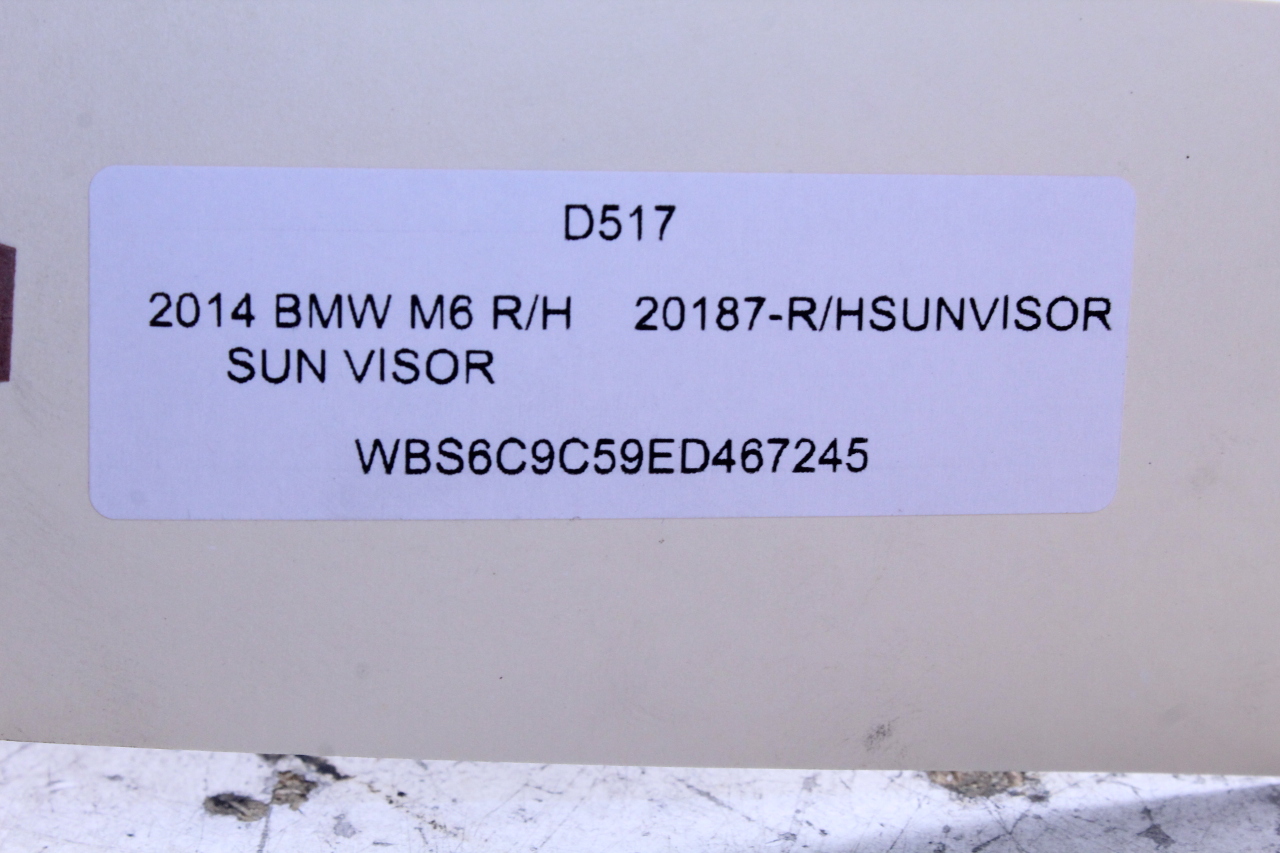 D517
2014 BMW M6 R/H 20187-R/HSUNVISOR
SUN VISOR
WBS6C9C59ED467245